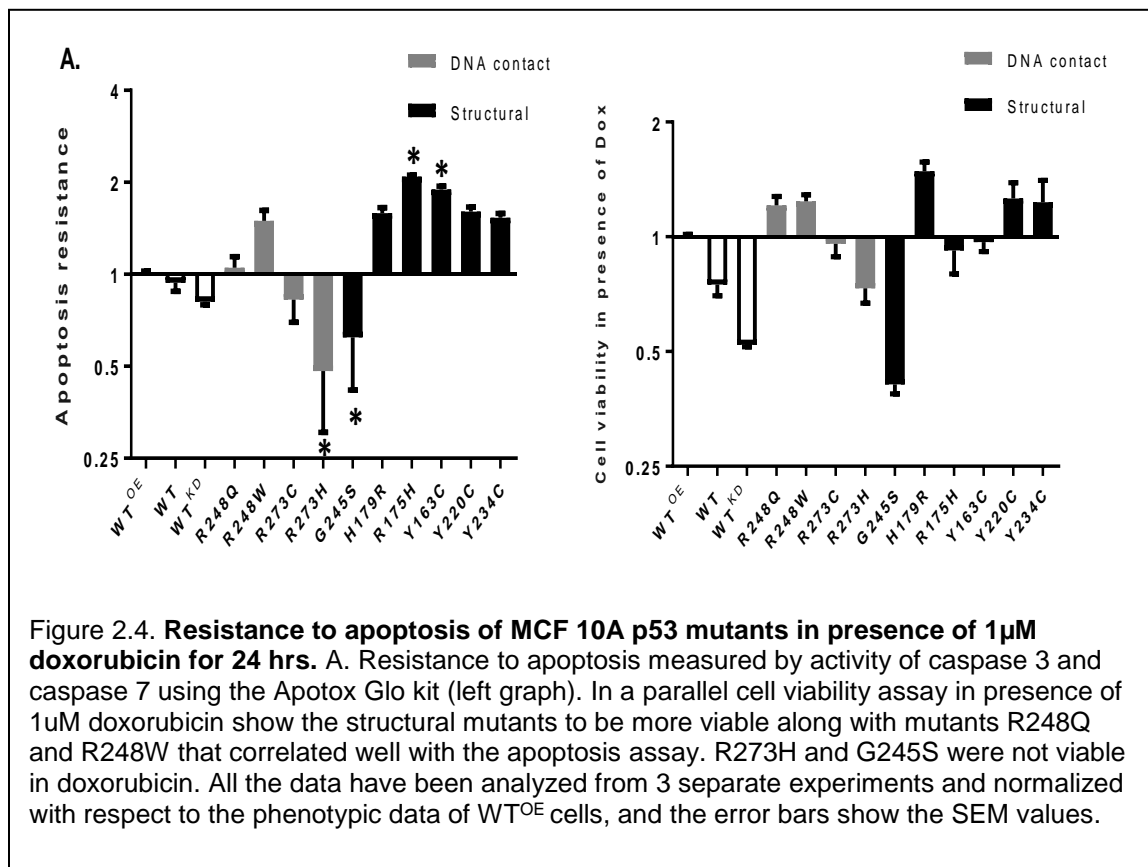 A.
DNA contact
Structural
4
2
1
0.5
0.25
Apoptosis resistance
WT^OE
WT
WT^KD
R248Q
R248W
R273C
R273H
G245S
H179R
R175H
Y163C
Y220C
Y234C
*
*
*
*
DNA contact
Structural
2
1
0.5
0.25
Cell viability in presence of Dox
WT^OE
WT
WT^KD
R248Q
R248W
R273C
R273H
G245S
H179R
R175H
Y163C
Y220C
Y234C
Figure 2.4. Resistance to apoptosis of MCF 10A p53 mutants in presence of 1µM
doxorubicin for 24 hrs. A. Resistance to apoptosis measured by activity of caspase 3 and
caspase 7 using the Apotox Glo kit (left graph). In a parallel cell viability assay in presence of
1uM doxorubicin show the structural mutants to be more viable along with mutants R248Q
and R248W that correlated well with the apoptosis assay. R273H and G245S were not viable
in doxorubicin. All the data have been analyzed from 3 separate experiments and normalized
with respect to the phenotypic data of WT^OE cells, and the error bars show the SEM values.